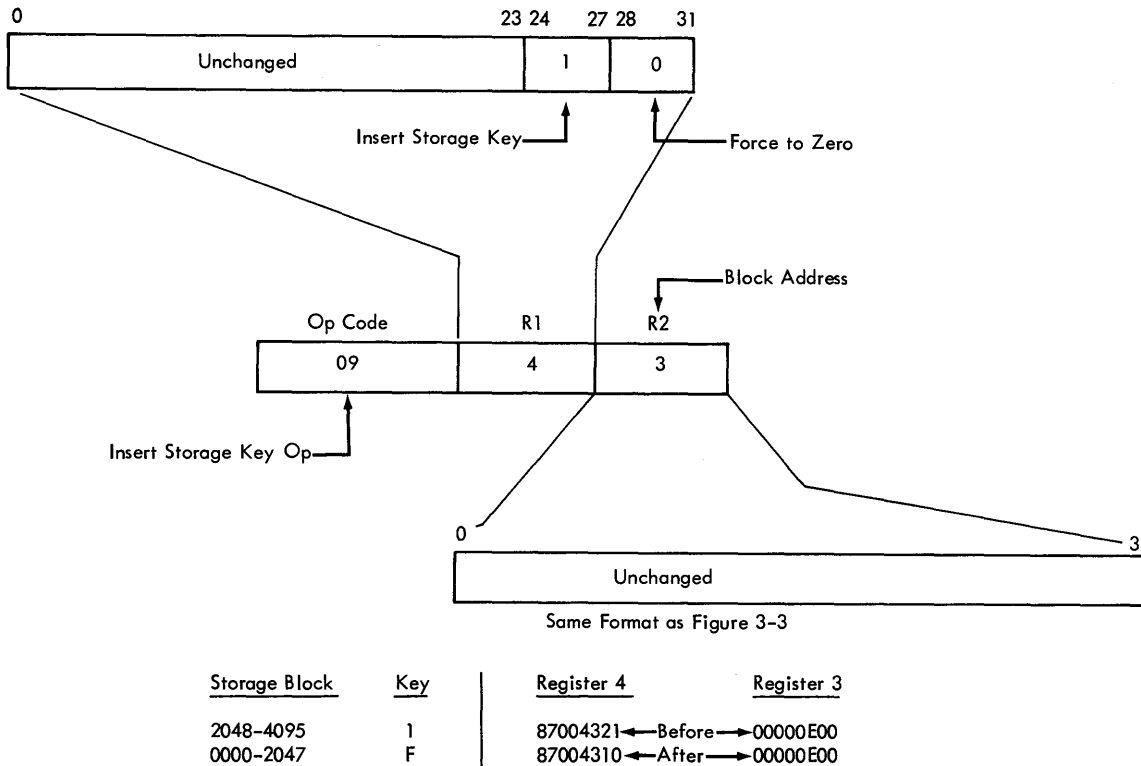 0 23 24 27 28 31
Unchanged 1 0
Insert Storage Key Force to Zero
Block Address
Op Code R1 R2
09 4 3
Insert Storage Key Op
0 3
Unchanged
Same Format as Figure 3-3
Storage Block Key Register 4 Register 3
2048-4095 1 87004321 Before 00000E00
0000-2047 F 87004310 After 00000E00